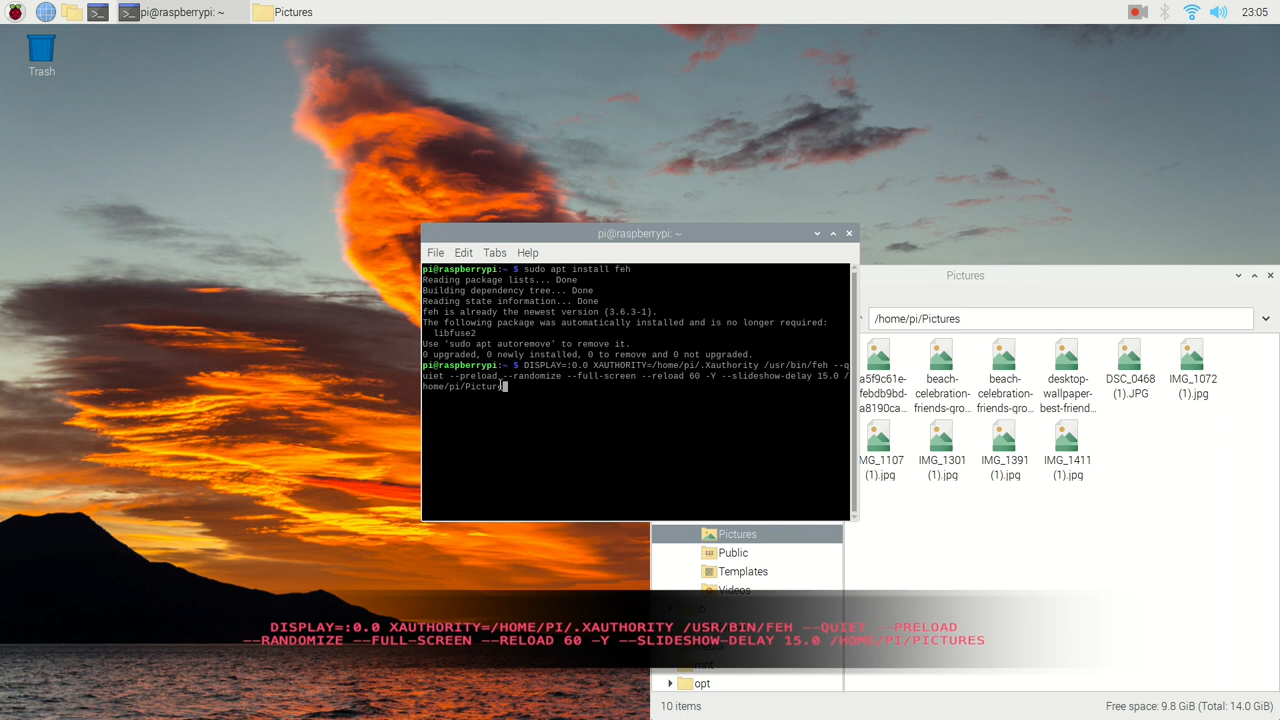 pi@raspberrypi: ~
Pictures
23:05
Trash
pi@raspberrypi: ~
File Edit Tabs Help
pi@raspberrypi:~ $ sudo apt install feh
Reading package lists... Done
Building dependency tree... Done
Reading state information... Done
feh is already the newest version (3.6.3-1).
The following package was automatically installed and is no longer required:
libfuse2
Use 'sudo apt autoremove' to remove it.
0 upgraded, 0 newly installed, 0 to remove and 0 not upgraded.
pi@raspberrypi:~ $ DISPLAY=:0.0 XAUTHORITY=/home/pi/.Xauthority /usr/bin/feh --q
uiet --preload --randomize --full-screen --reload 60 -Y --slideshow-delay 15.0 /
home/pi/Pictur
Pictures
/home/pi/Pictures
a5f9c61e-
febdb9bd-
a8190ca...
beach-
celebration-
friends-gro...
beach-
celebration-
friends-gro...
desktop-
wallpaper-
best-friend...
DSC_0468
(1).JPG
IMG_1072
(1).jpg
MG_1107
(1).jpg
IMG_1301
(1).jpg
IMG_1391
(1).jpg
IMG_1411
(1).jpg
Pictures
Public
Templates
Videos
lib
mnt
opt
DISPLAY=:0.0 XAUTHORITY=/HOME/PI/.XAUTHORITY /USR/BIN/FEH --QUIET --PRELOAD
--RANDOMIZE --FULL-SCREEN --RELOAD 60 -Y --SLIDESHOW-DELAY 15.0 /HOME/PI/PICTURES
10 items
Free space: 9.8 GiB (Total: 14.0 GiB)